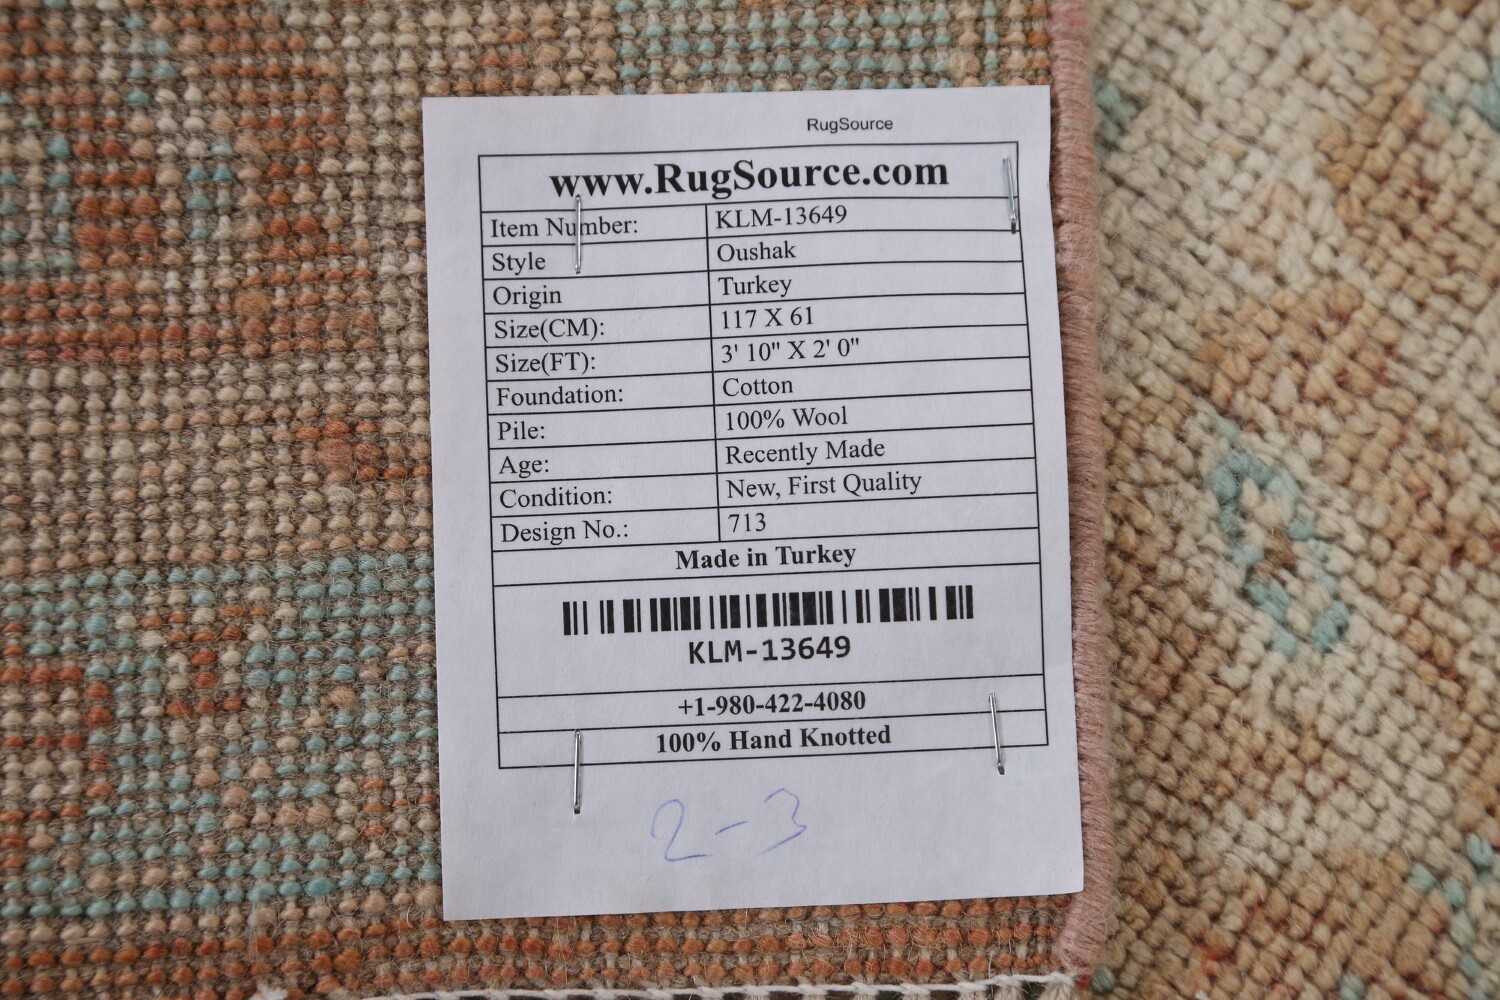 RugSource
www.RugSource.com
Item Number: KLM-13649
Style Oushak
Origin Turkey
Size(CM): 117 X 61
Size(FT): 3' 10" X 2' 0"
Foundation: Cotton
Pile: 100% Wool
Age: Recently Made
Condition: New, First Quality
Design No.: 713
Made in Turkey
KLM-13649
+1-980-422-4080
100% Hand Knotted
2-3